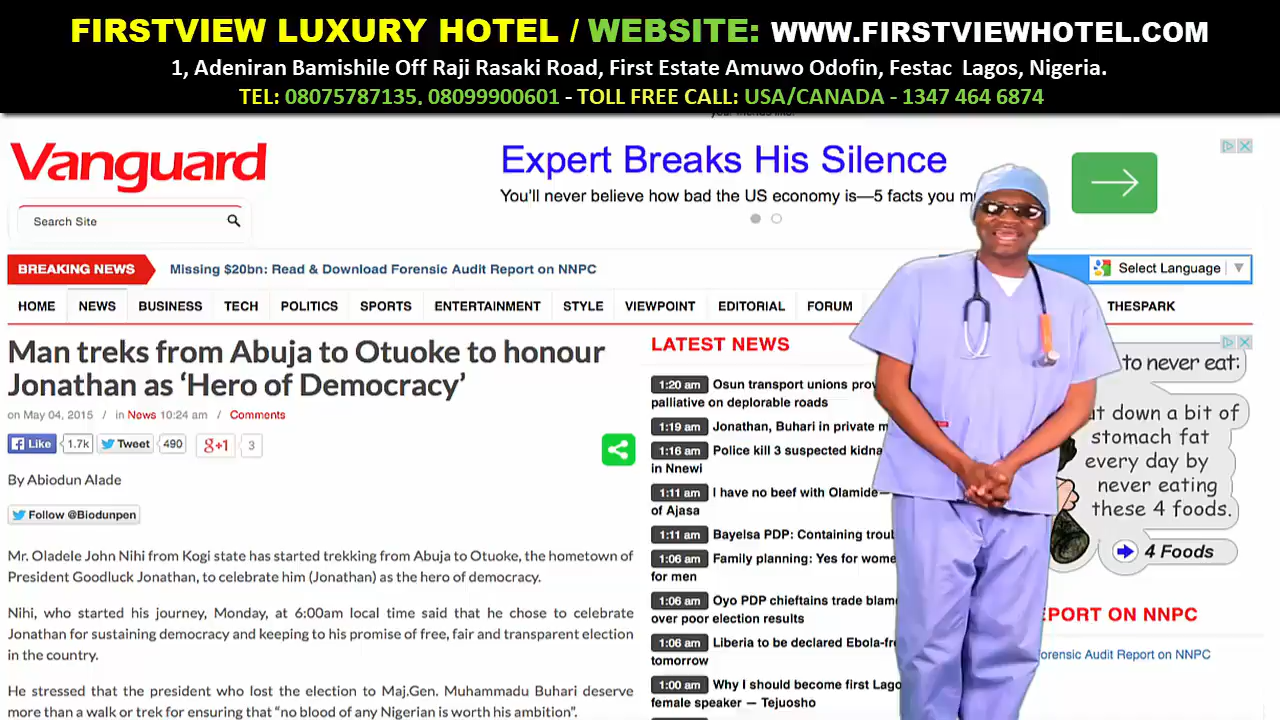 FIRSTVIEW LUXURY HOTEL / WEBSITE: WWW.FIRSTVIEWHOTEL.COM
1, Adeniran Bamishile Off Raji Rasaki Road, First Estate Amuwo Odofin, Festac Lagos, Nigeria.
TEL: 08075787135, 08099900601 - TOLL FREE CALL: USA/CANADA - 1347 464 6874
Vanguard
Expert Breaks His Silence
You'll never believe how bad the US economy is—5 facts you
Search Site
BREAKING NEWS
Missing $20bn: Read & Download Forensic Audit Report on NNPC
Select Language
HOME NEWS BUSINESS TECH POLITICS SPORTS ENTERTAINMENT STYLE VIEWPOINT EDITORIAL FORUM THESPARK
Man treks from Abuja to Otuoke to honour
Jonathan as ‘Hero of Democracy’
on May 04, 2015 / in News 10:24 am / Comments
Like 1.7k Tweet 490 g+1 3
By Abiodun Alade
Follow @Biodunpen
Mr. Oladele John Nihi from Kogi state has started trekking from Abuja to Otuoke, the hometown of
President Goodluck Jonathan, to celebrate him (Jonathan) as the hero of democracy.
Nihi, who started his journey, Monday, at 6:00am local time said that he chose to celebrate
Jonathan for sustaining democracy and keeping to his promise of free, fair and transparent election
in the country.
He stressed that the president who lost the election to Maj.Gen. Muhammadu Buhari deserve
more than a walk or trek for ensuring that “no blood of any Nigerian is worth his ambition”.
LATEST NEWS
1:20 am Osun transport unions
palliative on deplorable roads
1:19 am Jonathan, Buhari in private
1:16 am Police kill 3 suspected
in Nnewi
1:11 am I have no beef with Olamide
of Ajasa
1:11 am Bayelsa PDP: Containing
1:06 am Family planning: Yes for
for men
1:06 am Oyo PDP chieftains trade
over poor election results
1:06 am Liberia to be declared
tomorrow
1:00 am Why I should become first
female speaker — Tejuosho
to never eat:
down a bit of
stomach fat
every day by
never eating
these 4 foods.
4 Foods
ON NNPC
Audit Report on NNPC